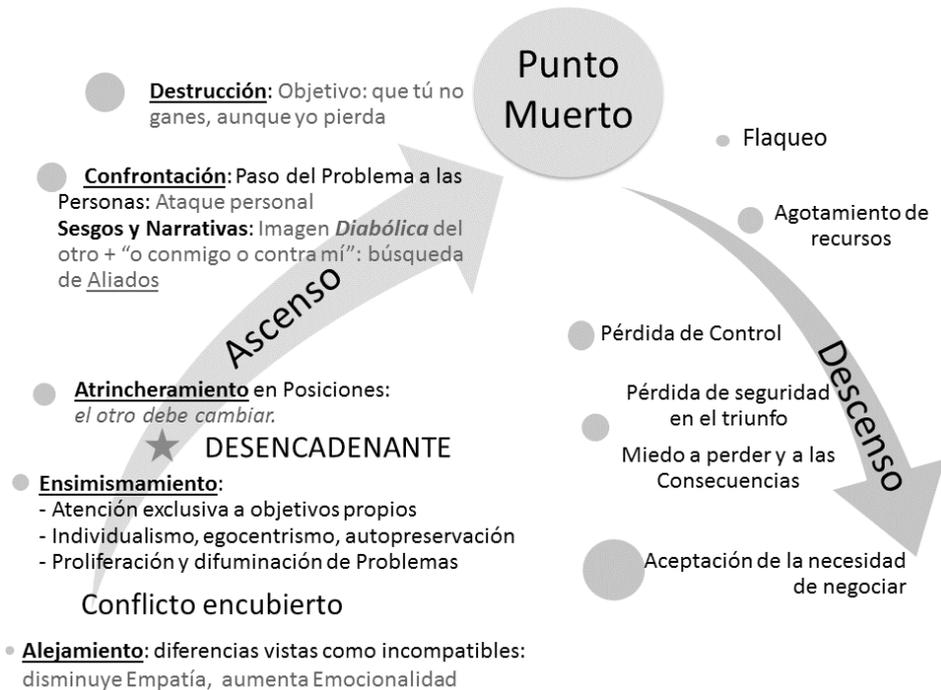 Punto
Muerto
Destrucción: Objetivo: que tú no
ganes, aunque yo pierda
Confrontación: Paso del Problema a las
Personas: Ataque personal
Sesgos y Narrativas: Imagen Diabólica del
otro + “o conmigo o contra mí”: búsqueda
de Aliados
Ascenso
Atrincheramiento en Posiciones:
el otro debe cambiar.
DESENCADENANTE
Ensimismamiento:
- Atención exclusiva a objetivos propios
- Individualismo, egocentrismo, autopreservación
- Proliferación y difuminación de Problemas
Conflicto encubierto
Alejamiento: diferencias vistas como incompatibles:
disminuye Empatía, aumenta Emocionalidad
Flaqueo
Agotamiento de
recursos
Pérdida de Control
Descenso
Pérdida de seguridad
en el triunfo
Miedo a perder y a las
Consecuencias
Aceptación de la necesidad
de negociar